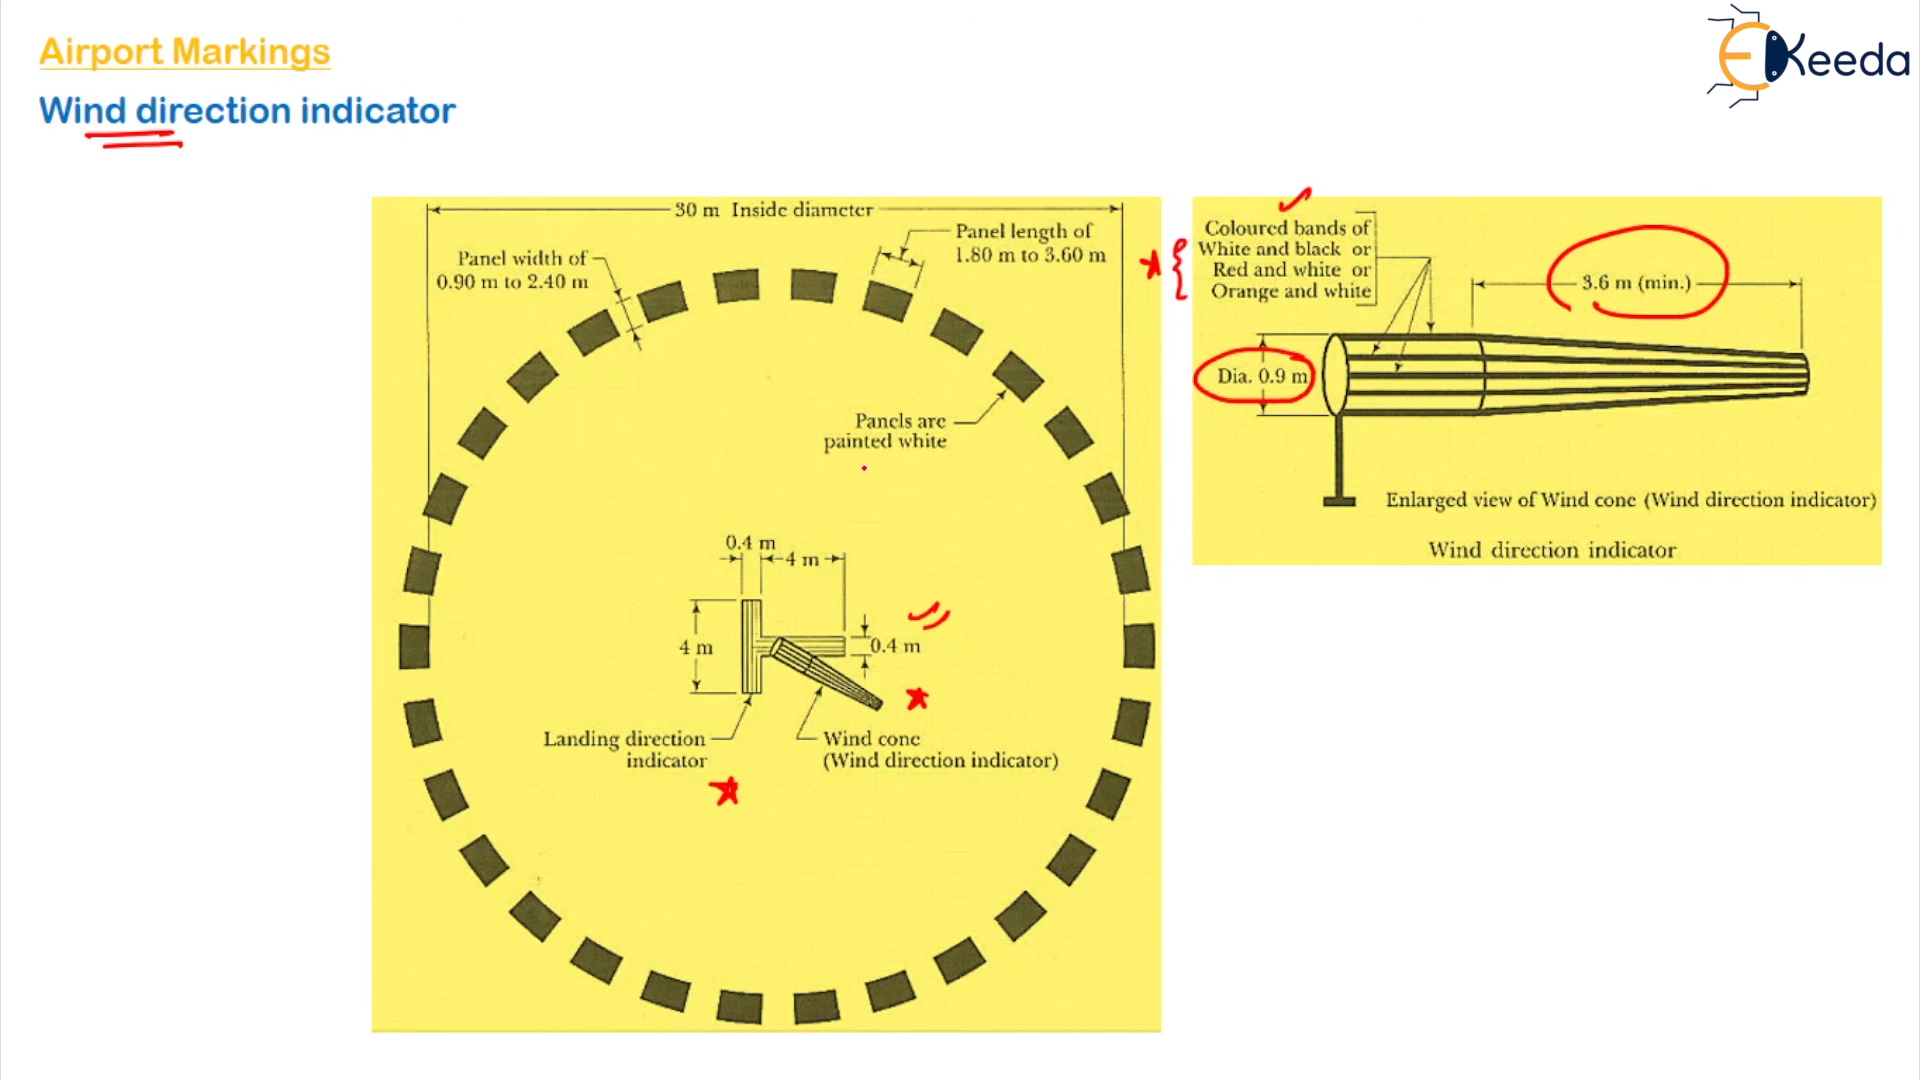 Airport Markings
Wind direction indicator
EKeeda
30 m Inside diameter
Panel width of
0.90 m to 2.40 m
Panel length of
1.80 m to 3.60 m
Panels are
painted white
0.4 m
4 m
4 m
0.4 m
Landing direction
indicator
Wind cone
(Wind direction indicator)
Coloured bands of
White and black or
Red and white or
Orange and white
3.6 m (min.)
Dia. 0.9 m
Enlarged view of Wind cone (Wind direction indicator)
Wind direction indicator